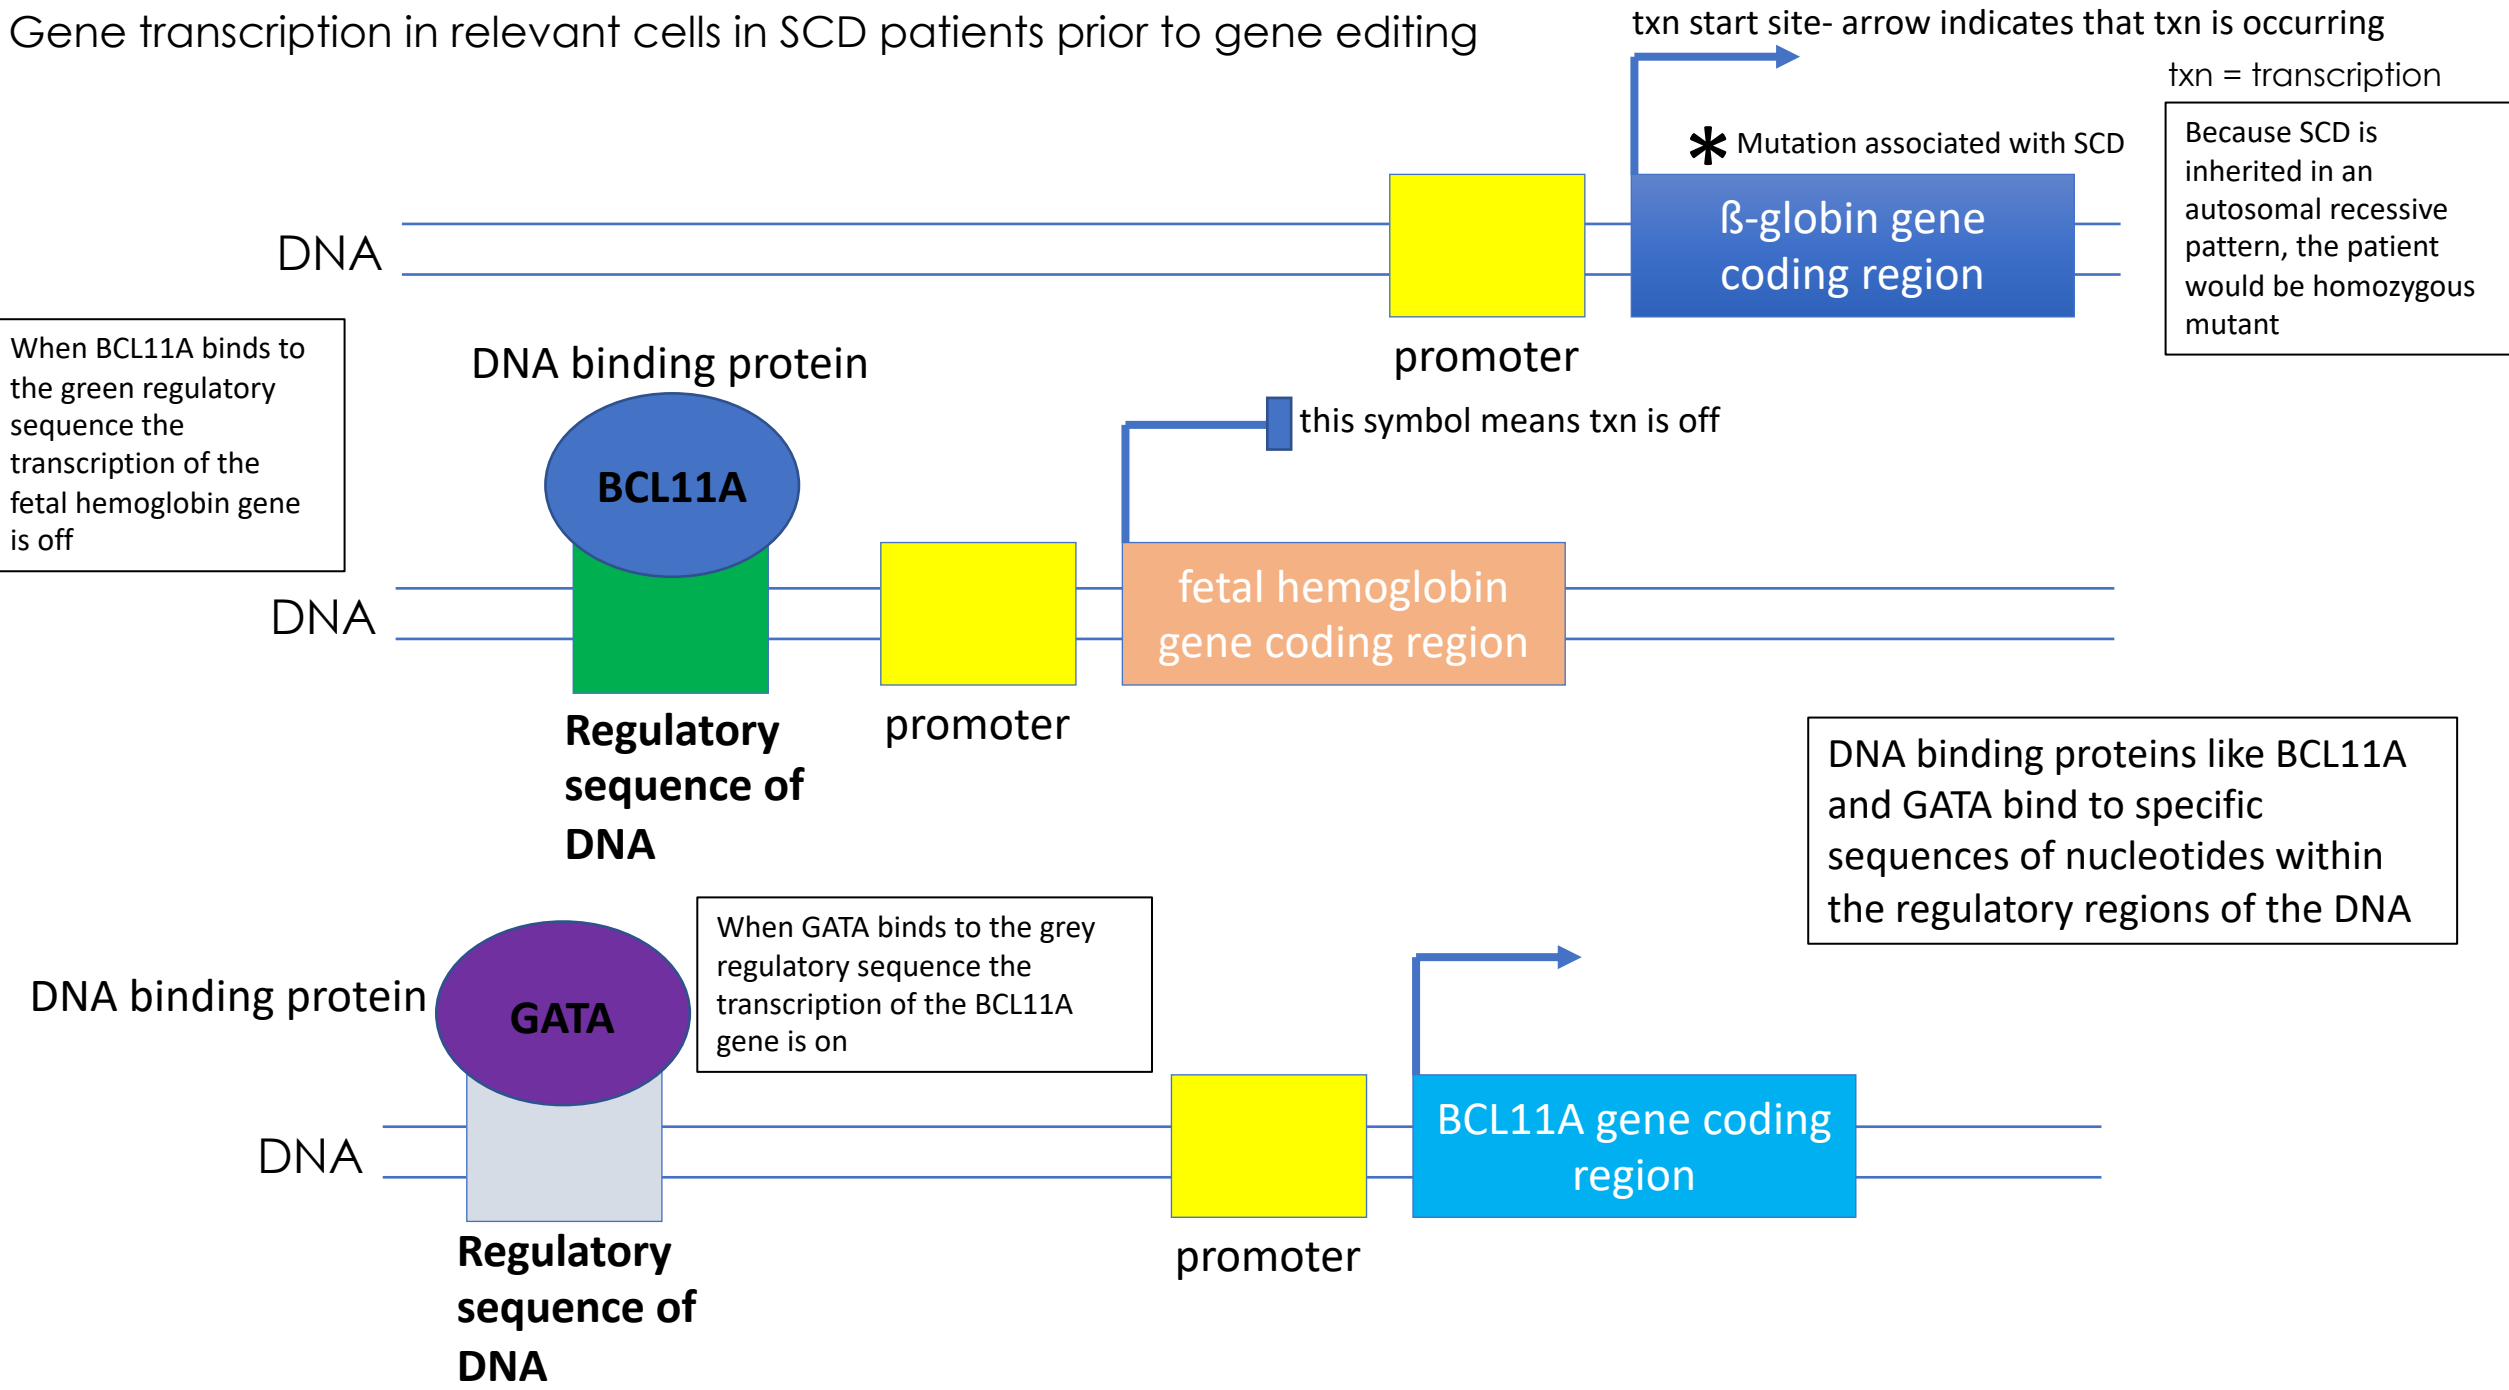 Gene transcription in relevant cells in SCD patients prior to gene editing
txn start site- arrow indicates that txn is occurring
txn = transcription
* Mutation associated with SCD
Because SCD is
inherited in an
autosomal recessive
pattern, the patient
would be homozygous
mutant
DNA
ß-globin gene
coding region
promoter
When BCL11A binds to
the green regulatory
sequence the
transcription of the
fetal hemoglobin gene
is off
DNA binding protein
BCL11A
this symbol means txn is off
DNA
fetal hemoglobin
gene coding region
Regulatory
sequence of
DNA
promoter
DNA binding proteins like BCL11A
and GATA bind to specific
sequences of nucleotides within
the regulatory regions of the DNA
DNA binding protein
GATA
When GATA binds to the grey
regulatory sequence the
transcription of the BCL11A
gene is on
DNA
BCL11A gene coding
region
Regulatory
sequence of
DNA
promoter